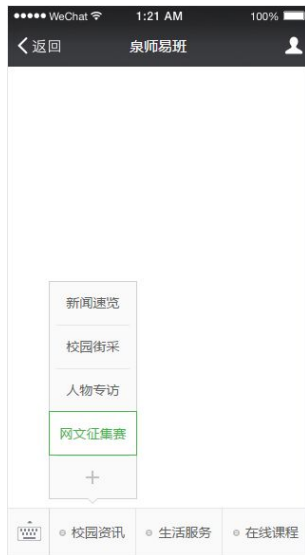 WeChat 1:21 AM 100%
返回 泉师易班
新闻速览
校园街采
人物专访
网文征集赛
+
校园资讯 生活服务 在线课程